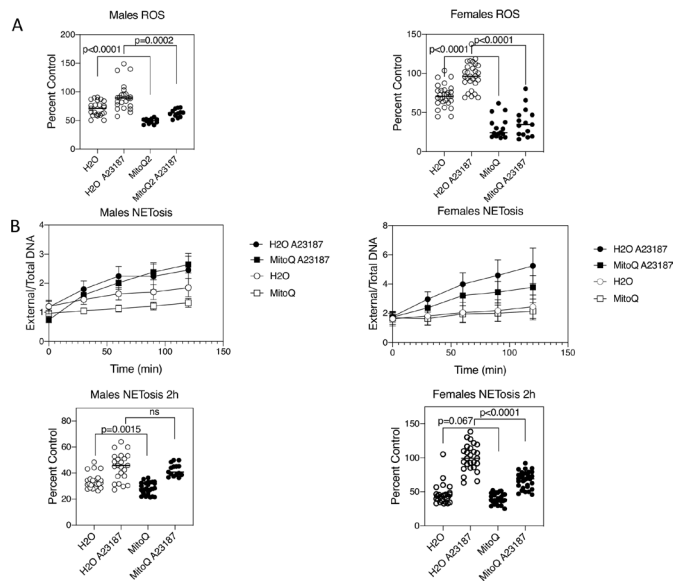 A
Males ROS
Percent Control
200
150
100
50
0
p<0.0001
p=0.0002
H2O
H2O A23187
MitoQ2
MitoQ2 A23187
Females ROS
Percent Control
150
100
50
0
p<0.0001
p<0.0001
H2O
H2O A23187
MitoQ
MitoQ A23187
B
Males NETosis
External/Total DNA
4
3
2
1
0
0
50
100
150
Time (min)
H2O A23187
MitoQ A23187
H2O
MitoQ
Females NETosis
External/Total DNA
8
6
4
2
0
0
50
100
150
Time (min)
H2O A23187
MitoQ A23187
H2O
MitoQ
Males NETosis 2h
Percent Control
80
60
40
20
0
p=0.0015
ns
H2O
H2O A23187
MitoQ
MitoQ A23187
Females NETosis 2h
Percent Control
150
100
50
0
p=0.067
p<0.0001
H2O
H2O A23187
MitoQ
MitoQ A23187